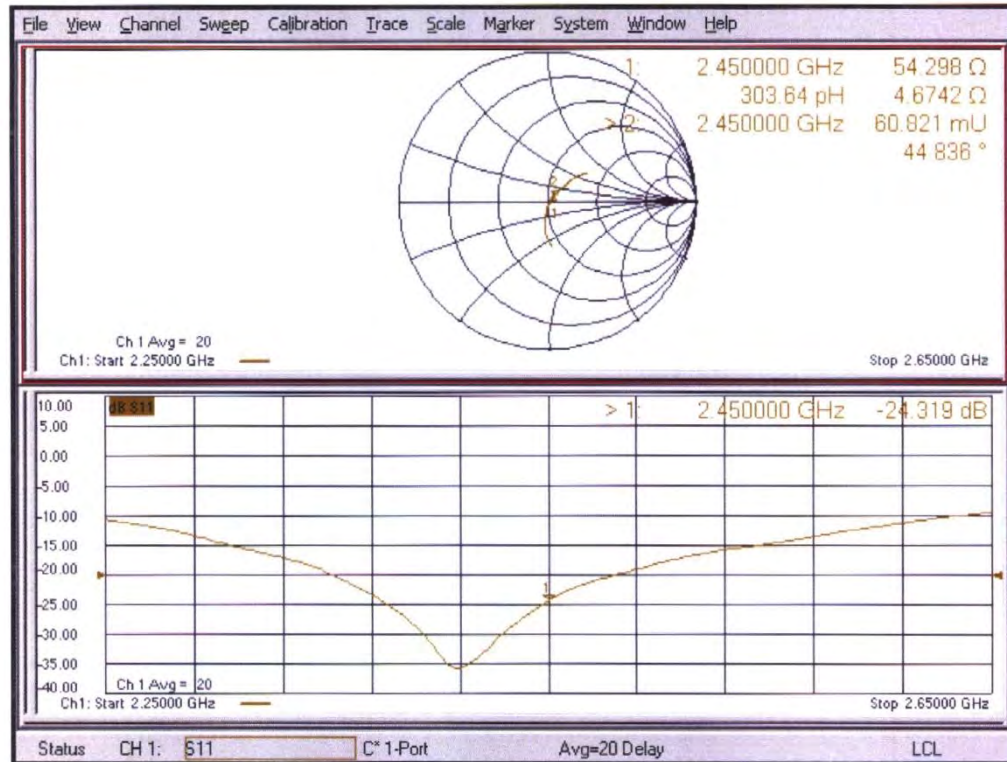 File View Channel Sweep Calibration Trace Scale Marker System Window Help
1: 2.450000 GHz 54.298 Ω
303.64 pH 4.6742 Ω
> 2: 2.450000 GHz 60.821 mU
44.836 °
2
1
Ch 1 Avg = 20
Ch1: Start 2.25000 GHz
Stop 2.65000 GHz
10.00
dB S11
> 1: 2.450000 GHz -24.319 dB
5.00
0.00
-5.00
-10.00
-15.00
-20.00
1
-25.00
-30.00
-35.00
-40.00
Ch 1 Avg = 20
Ch1: Start 2.25000 GHz
Stop 2.65000 GHz
Status CH 1: S11 C* 1-Port Avg=20 Delay LCL